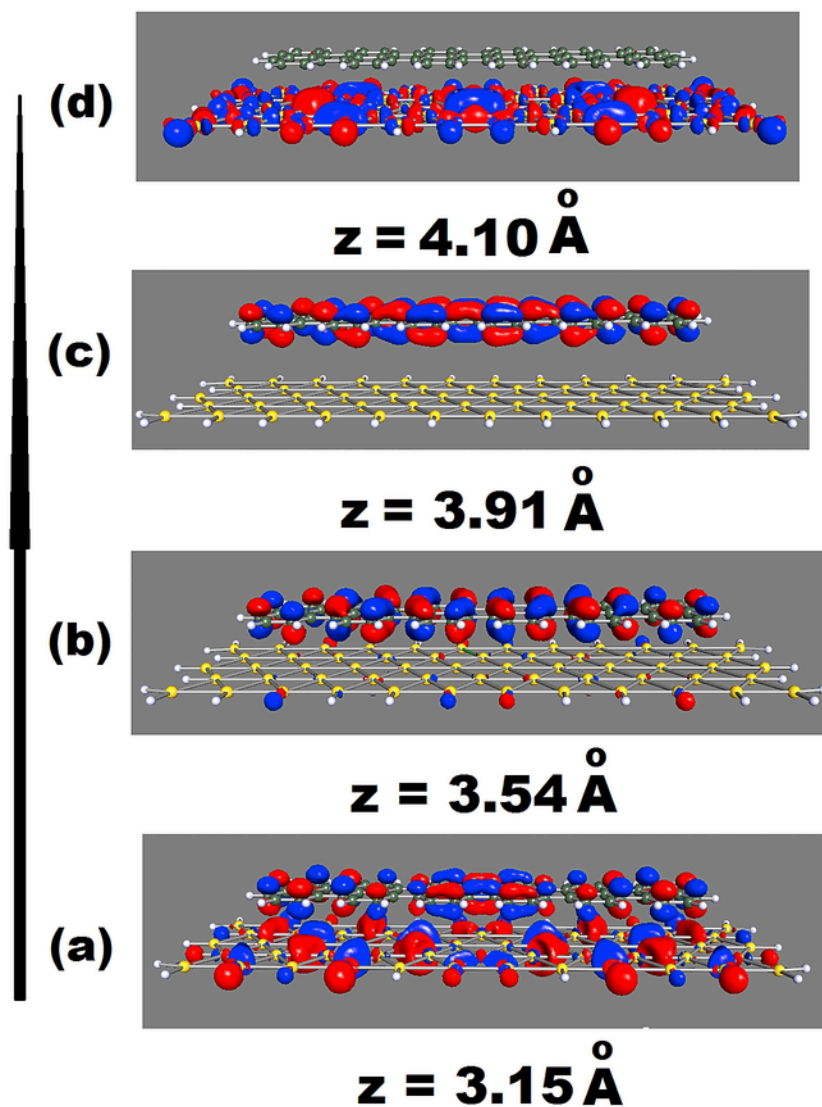 (d)
z = 4.10 Å
(c)
z = 3.91 Å
(b)
z = 3.54 Å
(a)
z = 3.15 Å